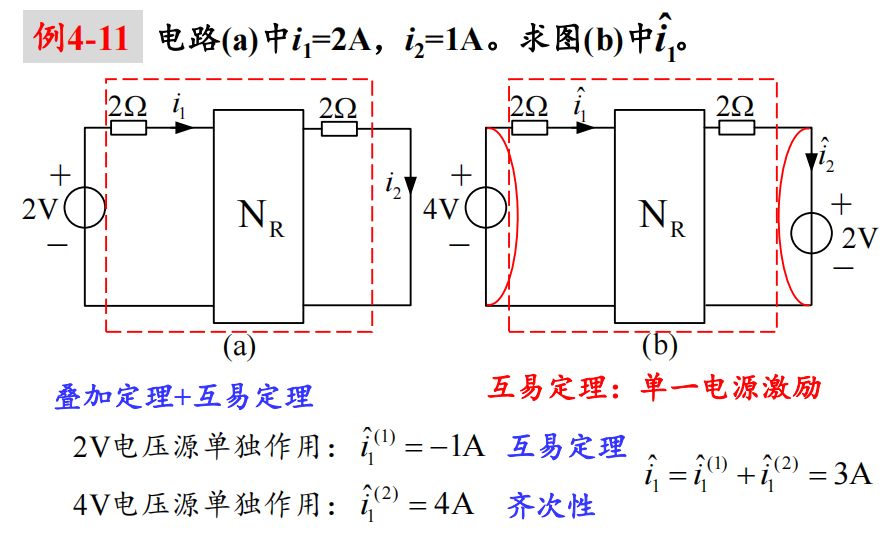 例4-11 电路(a)中i₁=2A，i₂=1A。求图(b)中î₁。
2Ω i₁ 2Ω
+ 2V − N_R i₂
(a)
2Ω î₁ 2Ω
+ 4V − N_R î₂ + 2V −
(b)
叠加定理+互易定理
互易定理：单一电源激励
2V电压源单独作用：î₁⁽¹⁾ = −1A 互易定理
4V电压源单独作用：î₁⁽²⁾ = 4A 齐次性
î₁ = î₁⁽¹⁾ + î₁⁽²⁾ = 3A